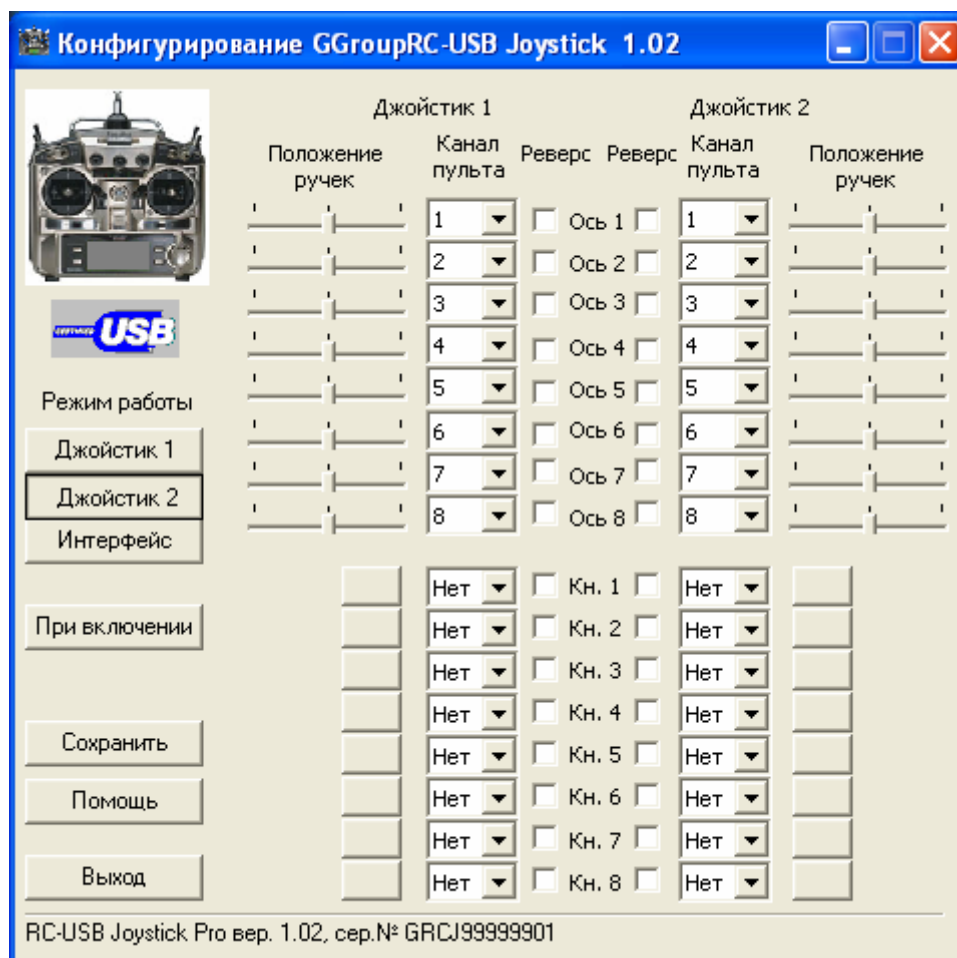 Конфигурирование GGroupRC-USB Joystick 1.02
Джойстик 1 Джойстик 2
Положение ручек Канал пульта Реверс Реверс Канал пульта Положение ручек
1 Ось 1 1
2 Ось 2 2
3 Ось 3 3
4 Ось 4 4
5 Ось 5 5
6 Ось 6 6
7 Ось 7 7
8 Ось 8 8
Нет Кн. 1 Нет
Нет Кн. 2 Нет
Нет Кн. 3 Нет
Нет Кн. 4 Нет
Нет Кн. 5 Нет
Нет Кн. 6 Нет
Нет Кн. 7 Нет
Нет Кн. 8 Нет
USB
Режим работы
Джойстик 1
Джойстик 2
Интерфейс
При включении
Сохранить
Помощь
Выход
RC-USB Joystick Pro вер. 1.02, сер.№ GRCJ99999901